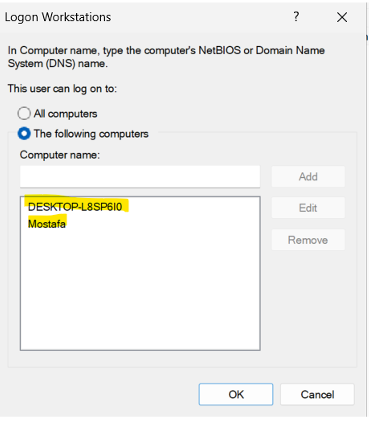 Logon Workstations
?
X
In Computer name, type the computer's NetBIOS or Domain Name
System (DNS) name.
This user can log on to:
All computers
The following computers
Computer name:
Add
DESKTOP-L8SP6I0
Edit
Mostafa
Remove
OK
Cancel